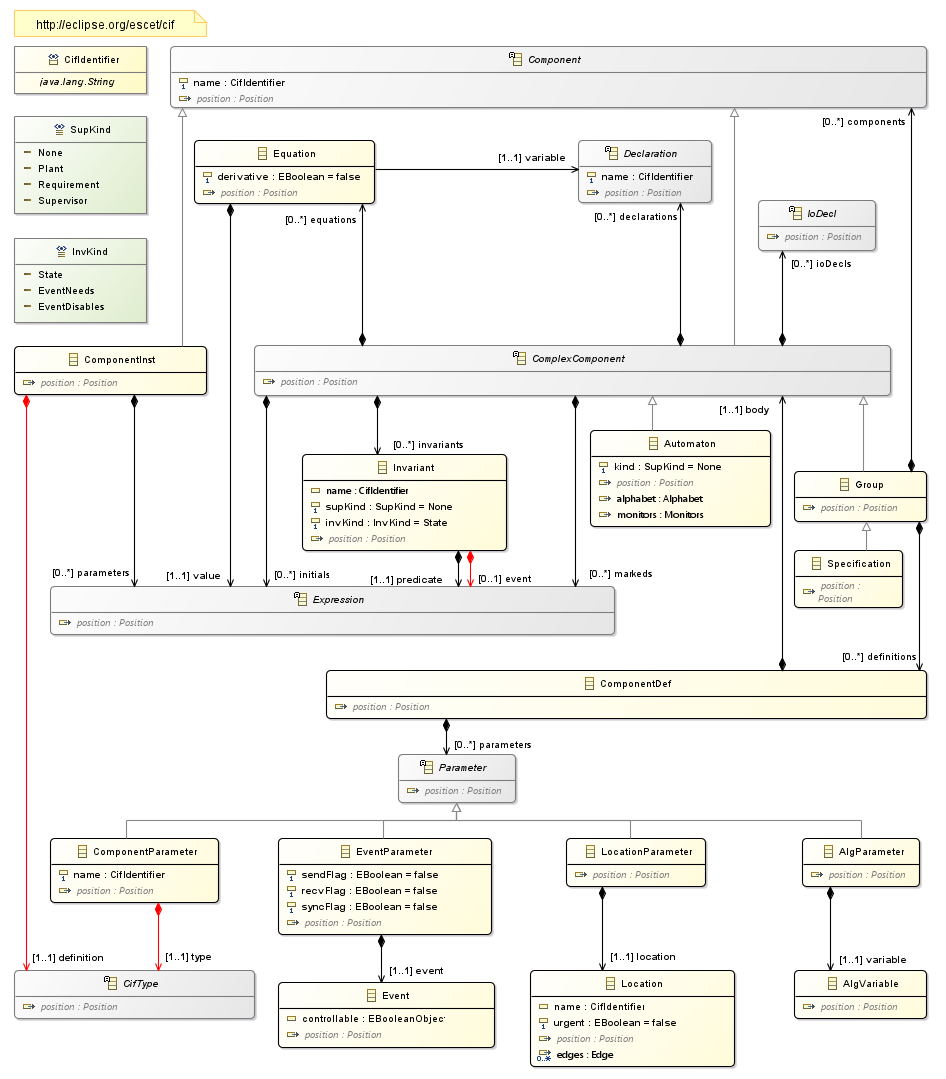 http://eclipse.org/escet/cif
CifIdentifier
java.lang.String
Component
name : CifIdentifier
position : Position
[0..*] components
SupKind
None
Plant
Requirement
Supervisor
Equation
derivative : EBoolean = false
position : Position
[1..1] variable
Declaration
name : CifIdentifier
position : Position
[0..*] equations
[0..*] declarations
IoDecl
position : Position
[0..*] ioDecls
InvKind
State
EventNeeds
EventDisables
ComponentInst
position : Position
ComplexComponent
position : Position
[1..1] body
[0..*] invariants
Invariant
name : CifIdentifier
supKind : SupKind = None
invKind : InvKind = State
position : Position
Automaton
kind : SupKind = None
position : Position
alphabet : Alphabet
monitors : Monitors
Group
position : Position
Specification
position :
Position
[0..*] parameters
[1..1] value
[0..*] initials
[1..1] predicate
[0..1] event
[0..*] markeds
Expression
position : Position
[0..*] definitions
ComponentDef
position : Position
[0..*] parameters
Parameter
position : Position
ComponentParameter
name : CifIdentifier
position : Position
EventParameter
sendFlag : EBoolean = false
recvFlag : EBoolean = false
syncFlag : EBoolean = false
position : Position
LocationParameter
position : Position
AlgParameter
position : Position
[1..1] definition
[1..1] type
[1..1] event
[1..1] location
[1..1] variable
CifType
position : Position
Event
controllable : EBooleanObjec
position : Position
Location
name : CifIdentifier
urgent : EBoolean = false
position : Position
edges : Edge
AlgVariable
position : Position